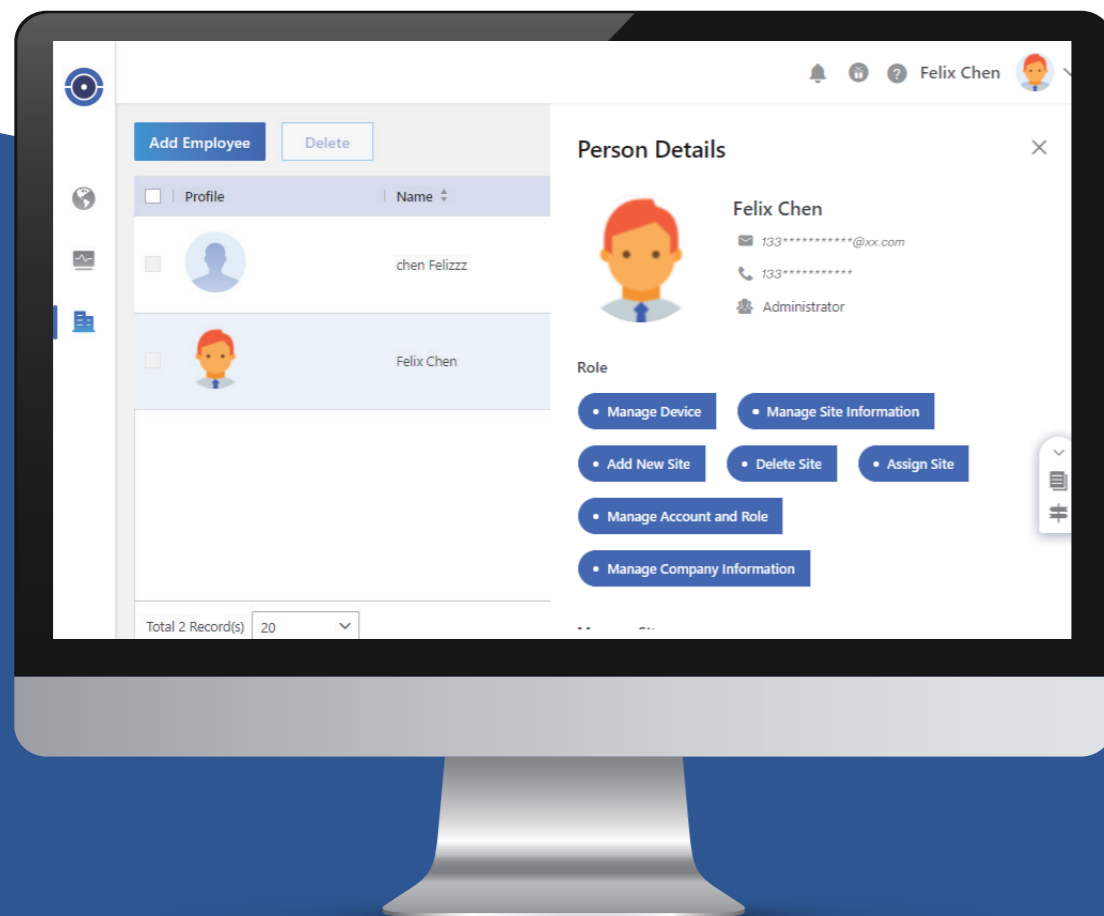 Felix Chen
Add Employee Delete
Profile Name
chen Felizzz
Felix Chen
Total 2 Record(s) 20
Person Details
Felix Chen
133***********@xx.com
133***********
Administrator
Role
Manage Device Manage Site Information
Add New Site Delete Site Assign Site
Manage Account and Role
Manage Company Information